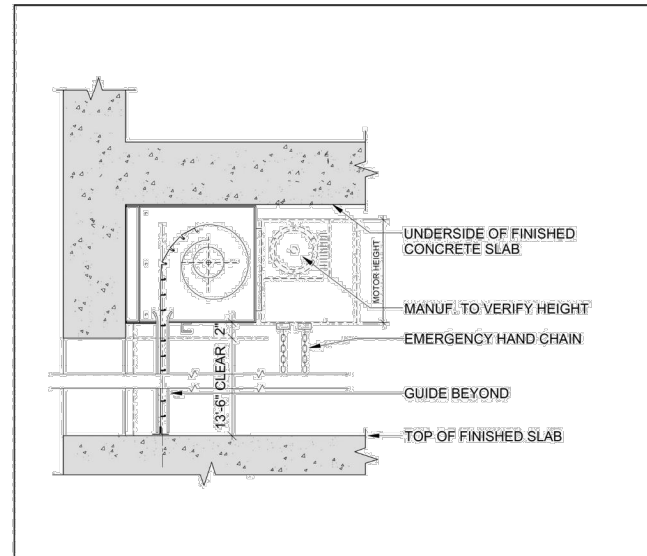 UNDERSIDE OF FINISHED
CONCRETE SLAB
MOTOR HEIGHT
MANUF. TO VERIFY HEIGHT
EMERGENCY HAND CHAIN
13'-6" CLEAR
2"
GUIDE BEYOND
TOP OF FINISHED SLAB